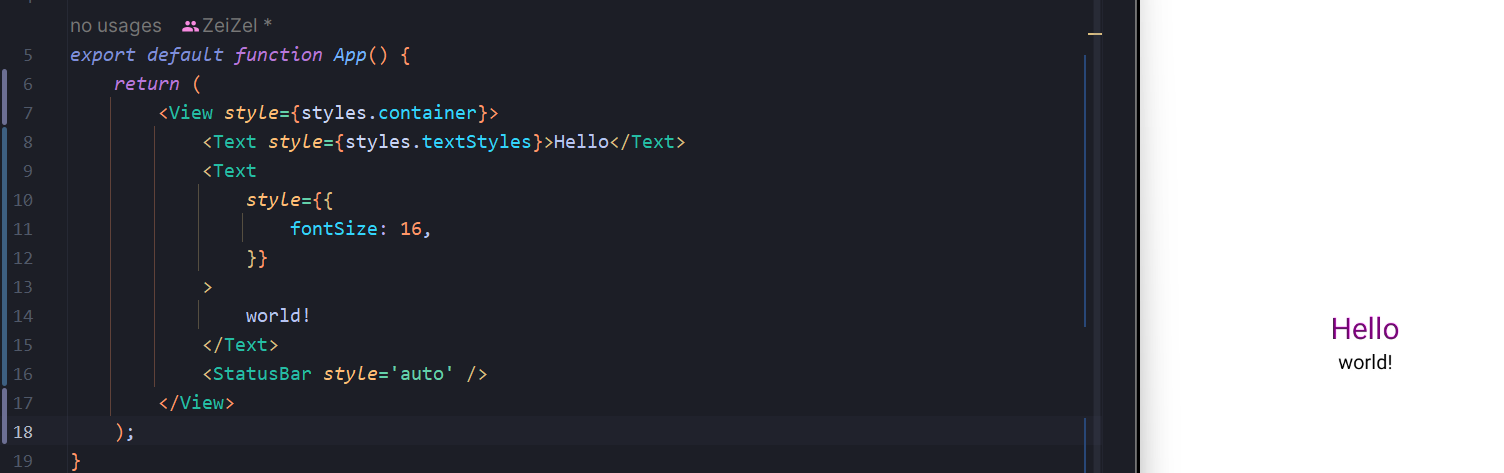 no usages ZeiZel *
5 export default function App() {
6 return (
7 <View style={styles.container}>
8 <Text style={styles.textStyles}>Hello</Text>
9 <Text
10 style={{
11 fontSize: 16,
12 }}
13 >
14 world!
15 </Text>
16 <StatusBar style='auto' />
17 </View>
18 );
19 }
Hello
world!